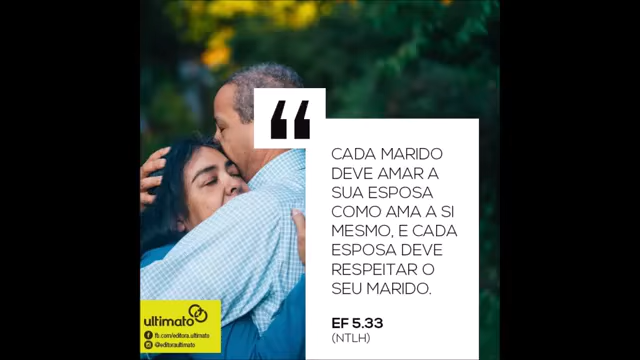 “
CADA MARIDO
DEVE AMAR A
SUA ESPOSA
COMO AMA A SI
MESMO, E CADA
ESPOSA DEVE
RESPEITAR O
SEU MARIDO.
EF 5.33
(NTLH)
ultimato
fb.com/editora.ultimato
@editoraultimato